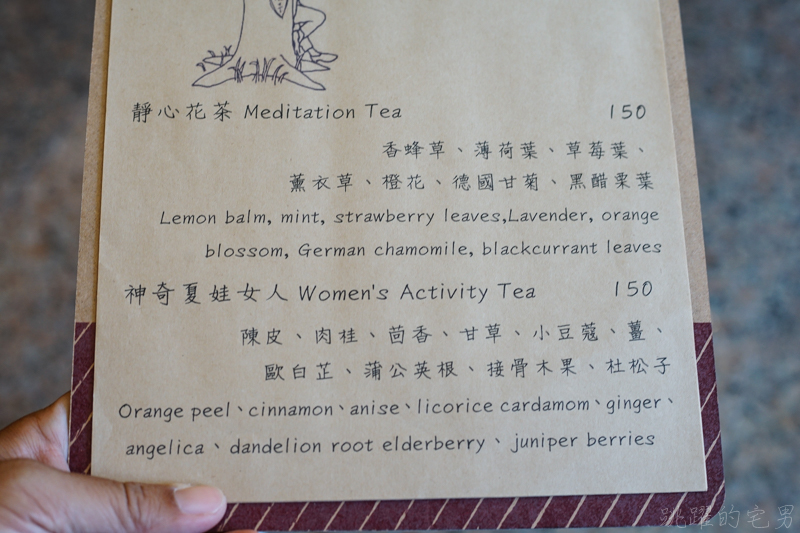 靜心花茶 Meditation Tea 150
香蜂草、薄荷葉、草莓葉、
薰衣草、橙花、德國甘菊、黑醋栗葉
Lemon balm, mint, strawberry leaves,Lavender, orange
blossom, German chamomile, blackcurrant leaves
神奇夏娃女人 Women's Activity Tea 150
陳皮、肉桂、茴香、甘草、小豆蔻、薑、
歐白芷、蒲公英根、接骨木果、杜松子
Orange peel、cinnamon、anise、licorice cardamom、ginger、
angelica、dandelion root elderberry、juniper berries
跳躍的宅男